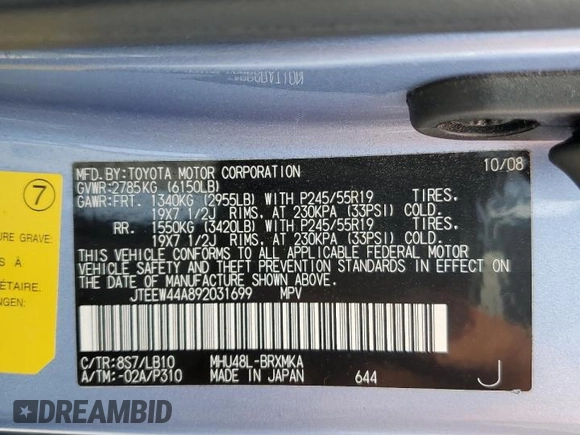 MFD. BY: TOYOTA MOTOR CORPORATION 10/08
GVWR: 2785KG (6150LB)
GAWR: FRT. 1340KG (2955LB) WITH P245/55R19 TIRES.
19X7 1/2J RIMS, AT 230KPA (33PSI) COLD.
RR. 1550KG (3420LB) WITH P245/55R19 TIRES.
19X7 1/2J RIMS, AT 230KPA (33PSI) COLD.
THIS VEHICLE CONFORMS TO ALL APPLICABLE FEDERAL MOTOR
VEHICLE SAFETY AND THEFT PREVENTION STANDARDS IN EFFECT ON
THE DATE OF MANUFACTURE SHOWN ABOVE.
JTEEW44A892031699 MPV
C/TR: 8S7/LB10 MHU48L-BRXMKA
A/TM: -02A/P310 MADE IN JAPAN 644 J
7
URE GRAVE:
S À
ÉTAIRE.
NGEN:
DREAMBID